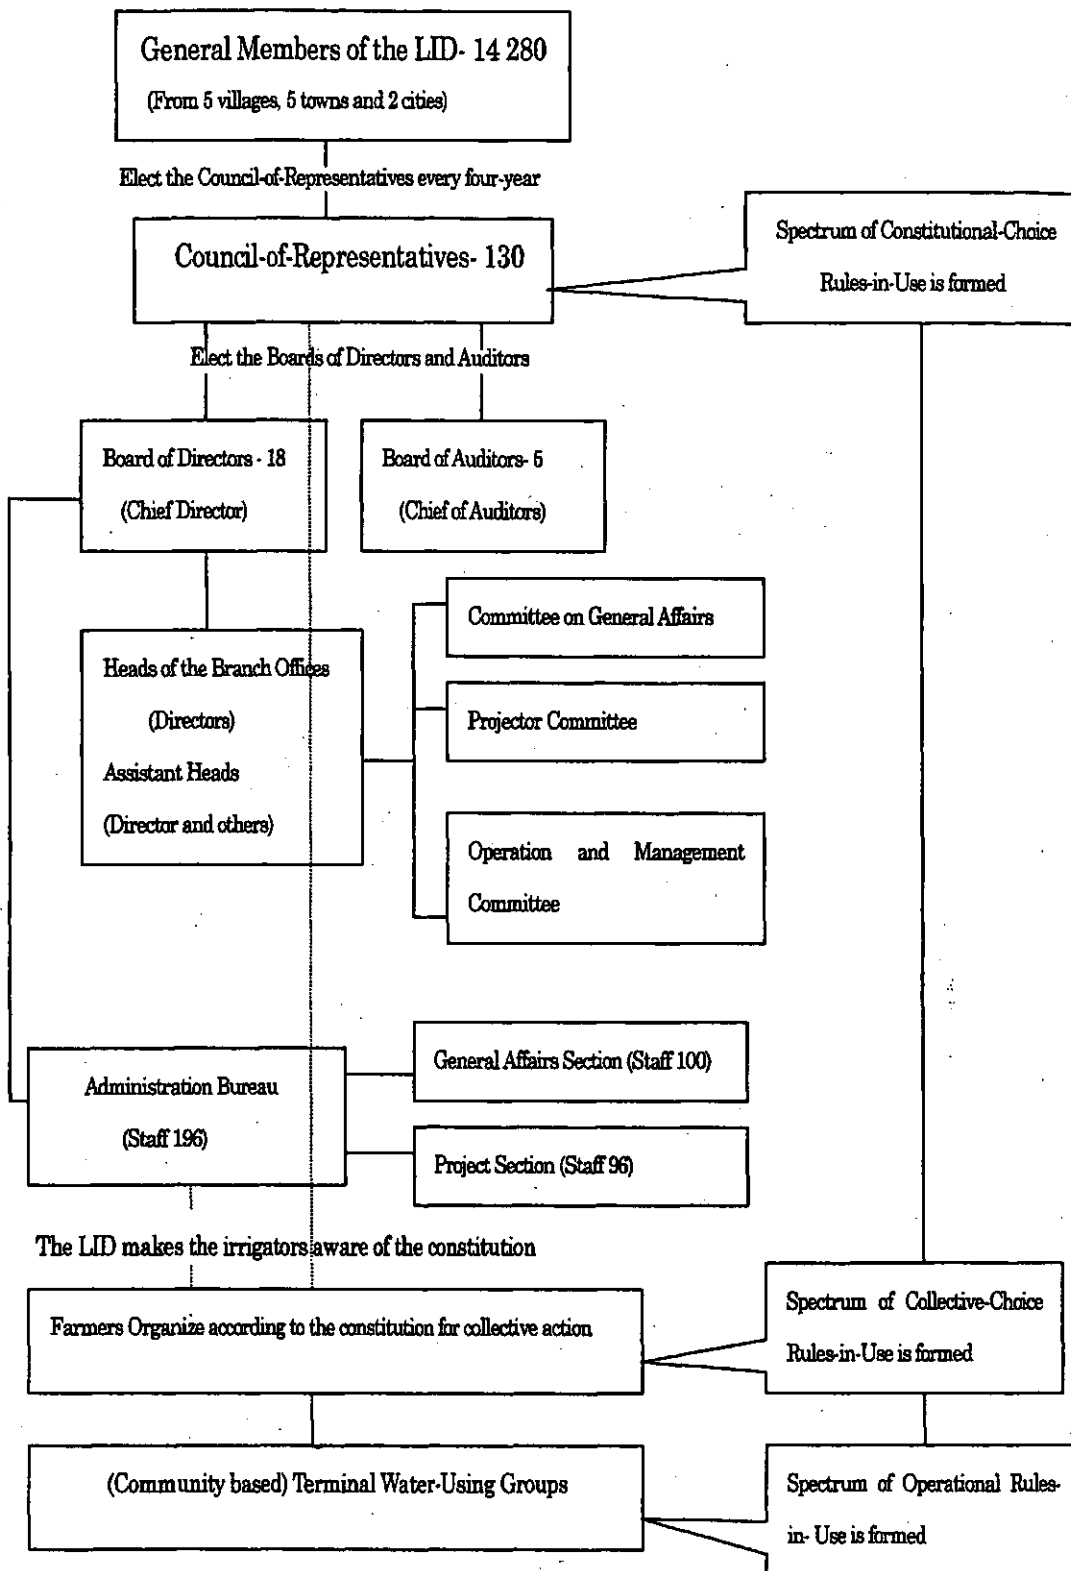 General Members of the LID- 14 280
(From 5 villages, 5 towns and 2 cities)
Elect the Council-of-Representatives every four-year
Council-of-Representatives- 130
Spectrum of Constitutional-Choice
Rules-in-Use is formed
Elect the Boards of Directors and Auditors
Board of Directors - 18
(Chief Director)
Board of Auditors- 5
(Chief of Auditors)
Heads of the Branch Offices
(Directors)
Assistant Heads
(Director and others)
Committee on General Affairs
Projector Committee
Operation and Management
Committee
Administration Bureau
(Staff 196)
General Affairs Section (Staff 100)
Project Section (Staff 96)
The LID makes the irrigators aware of the constitution
Farmers Organize according to the constitution for collective action
Spectrum of Collective-Choice
Rules-in-Use is formed
(Community based) Terminal Water-Using Groups
Spectrum of Operational Rules-
in- Use is formed